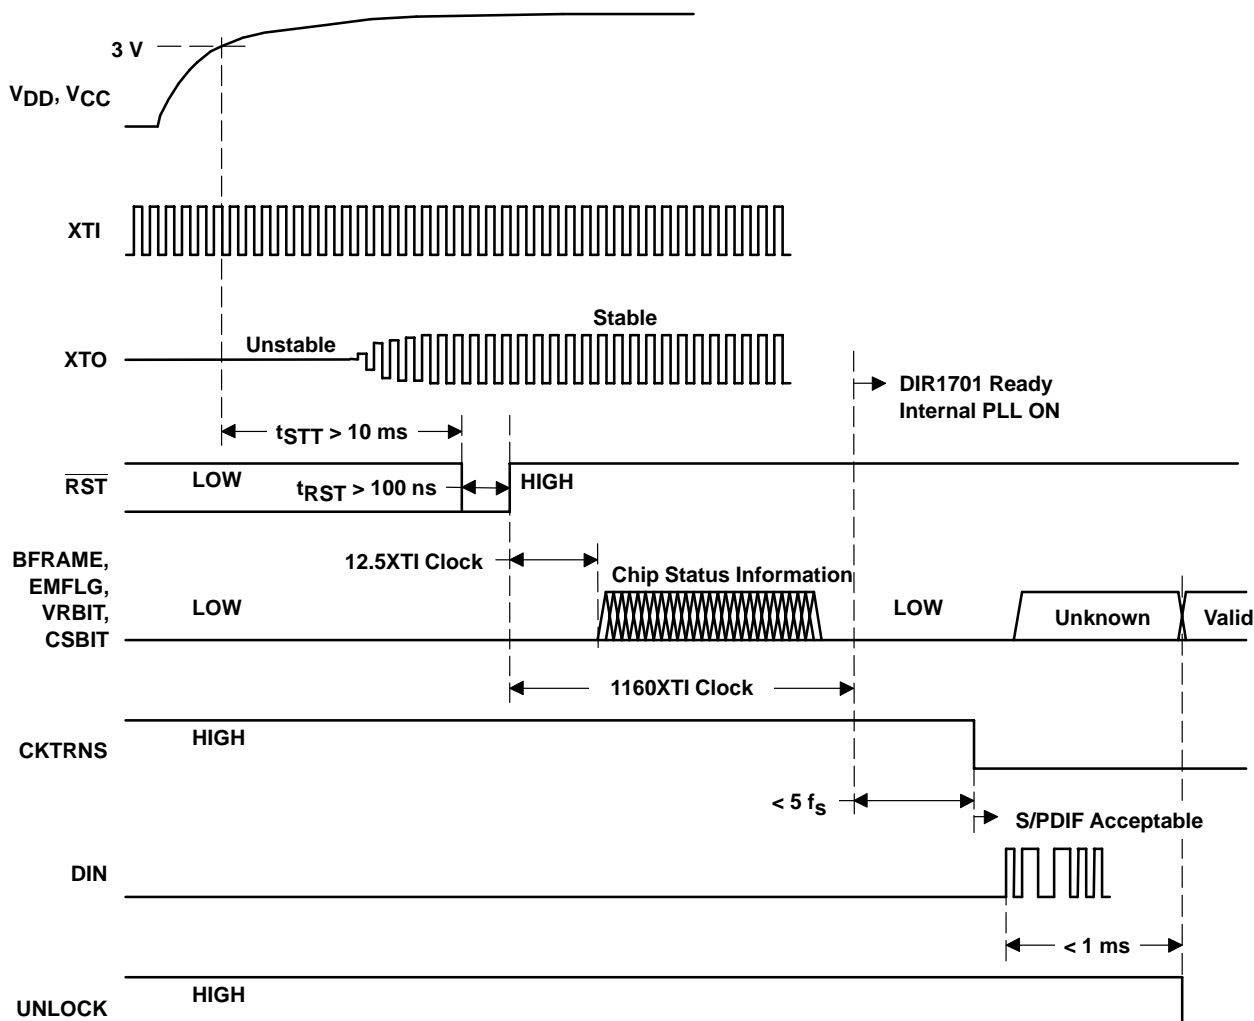 3 V
VDD, VCC
XTI
Stable
Unstable
XTO
DIR1701 Ready
Internal PLL ON
tSTT > 10 ms
RST
LOW
tRST > 100 ns
HIGH
BFRAME,
EMFLG,
VRBIT,
CSBIT
12.5XTI Clock
Chip Status Information
LOW
LOW
Unknown
Valid
1160XTI Clock
HIGH
CKTRNS
< 5 fs
S/PDIF Acceptable
DIN
< 1 ms
HIGH
UNLOCK